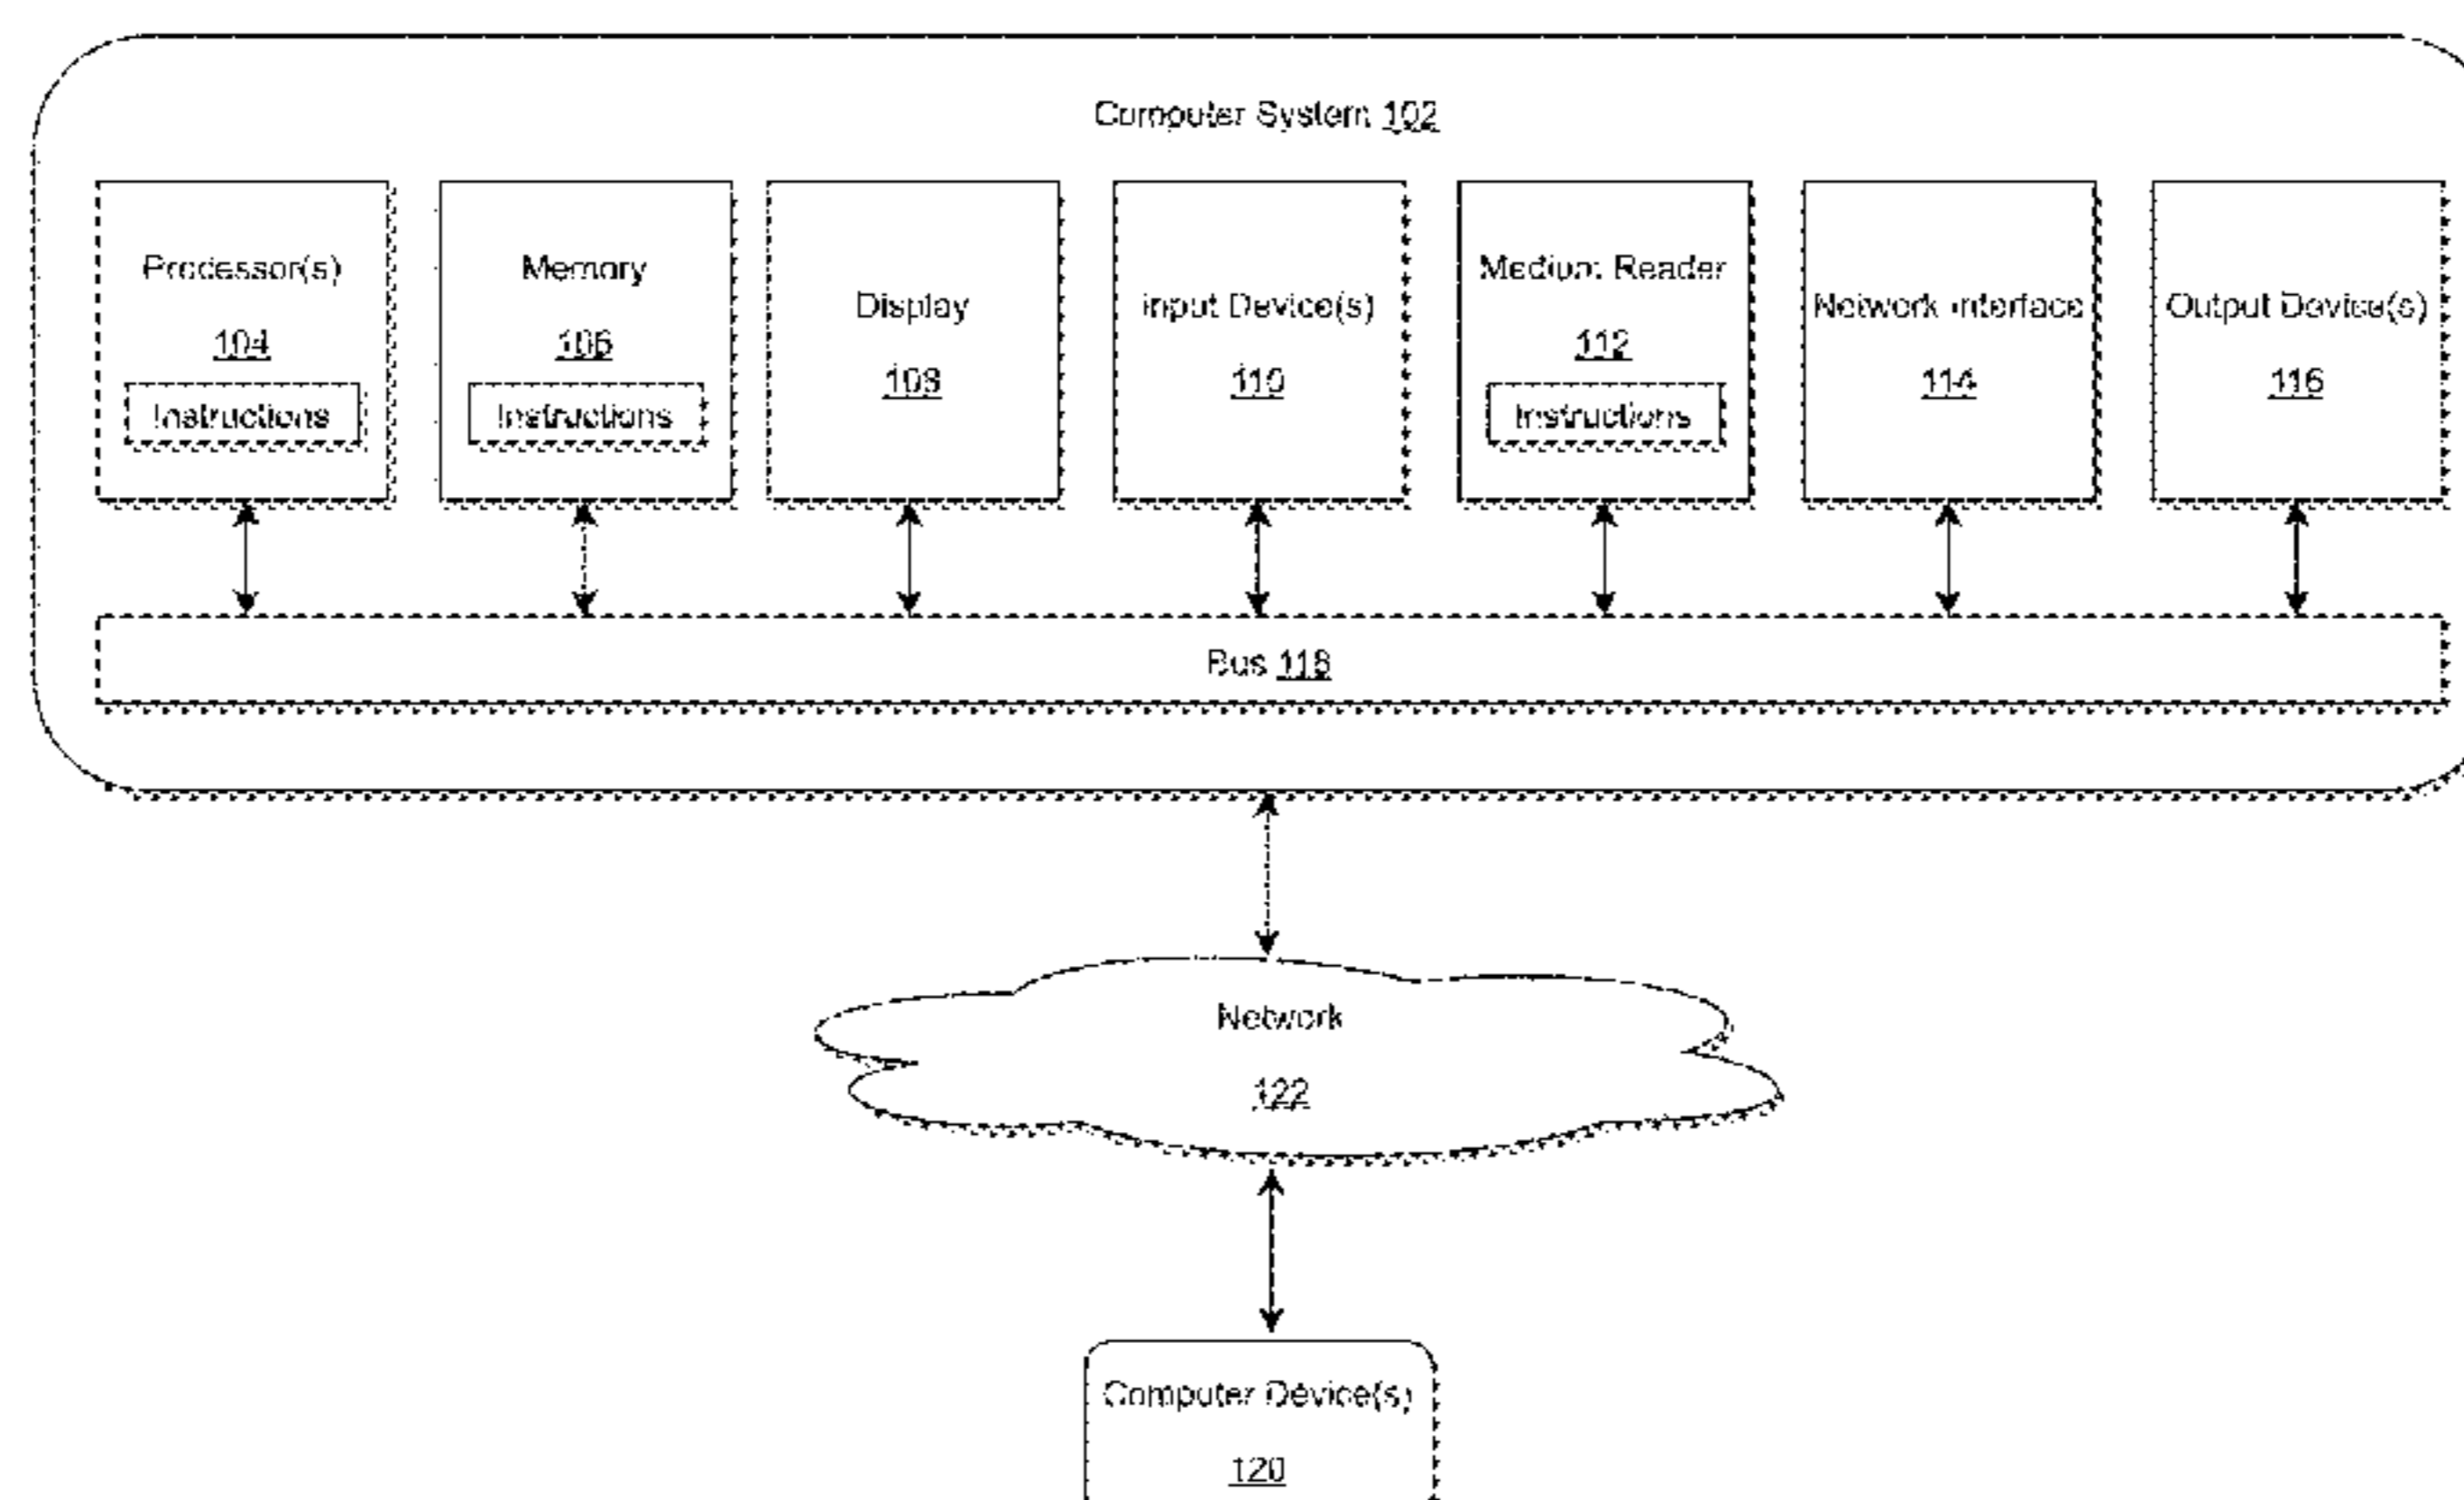 Computer System 102
Processor(s)
104
Instructions
Memory
106
Instructions
Display
108
Input Device(s)
110
Medium Reader
112
Instructions
Network Interface
114
Output Device(s)
116
Bus 118
Network
122
Computer Device(s)
120